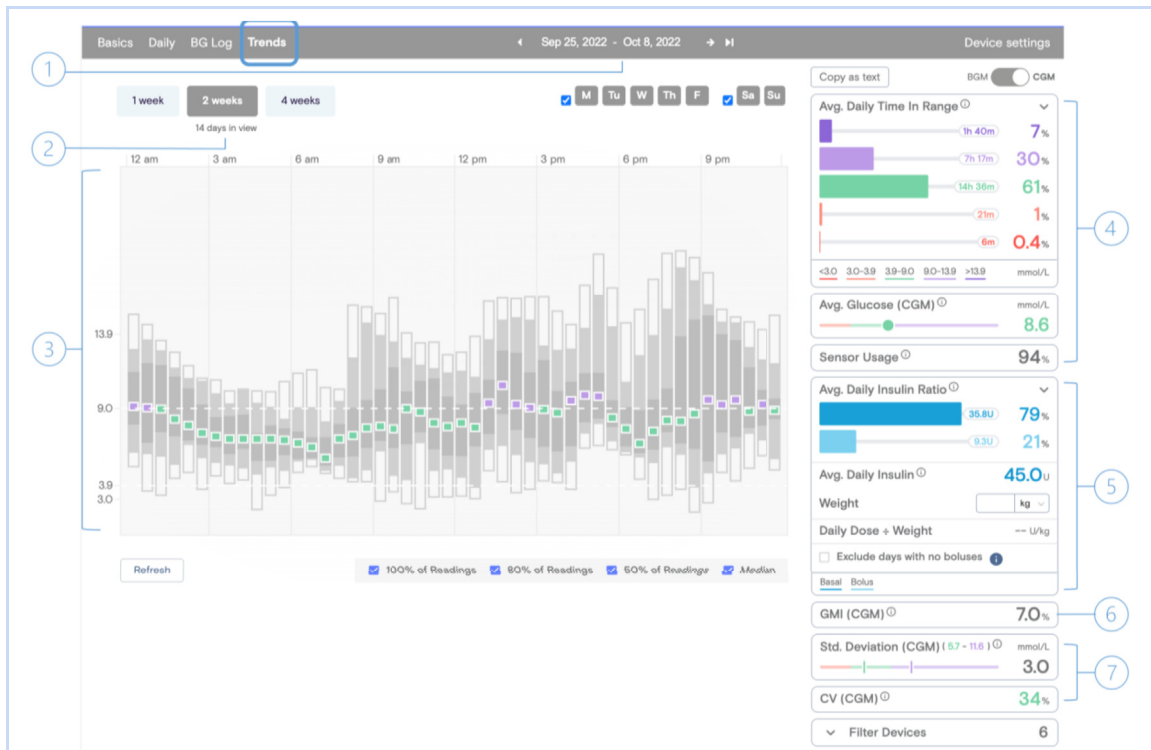 Basics Daily BG Log Trends Sep 25, 2022 - Oct 8, 2022 Device settings
1
Copy as text BGM CGM
1 week 2 weeks 4 weeks M Tu W Th F Sa Su
14 days in view
2
12 am 3 am 6 am 9 am 12 pm 3 pm 6 pm 9 pm
3
13.9
9.0
3.9
3.0
Refresh 100% of Readings 80% of Readings 50% of Readings Median
Avg. Daily Time In Range
1h 40m 7%
7h 17m 30%
14h 36m 61%
21m 1%
6m 0.4%
<3.0 3.0-3.9 3.9-9.0 9.0-13.9 >13.9 mmol/L
4
Avg. Glucose (CGM) mmol/L
8.6
Sensor Usage 94%
Avg. Daily Insulin Ratio
35.8U 79%
9.3U 21%
Avg. Daily Insulin 45.0U
5
Weight kg
Daily Dose ÷ Weight -- U/kg
Exclude days with no boluses
Basal Bolus
GMI (CGM) 7.0%
6
Std. Deviation (CGM) (5.7 - 11.6) mmol/L
3.0
7
CV (CGM) 34%
Filter Devices 6